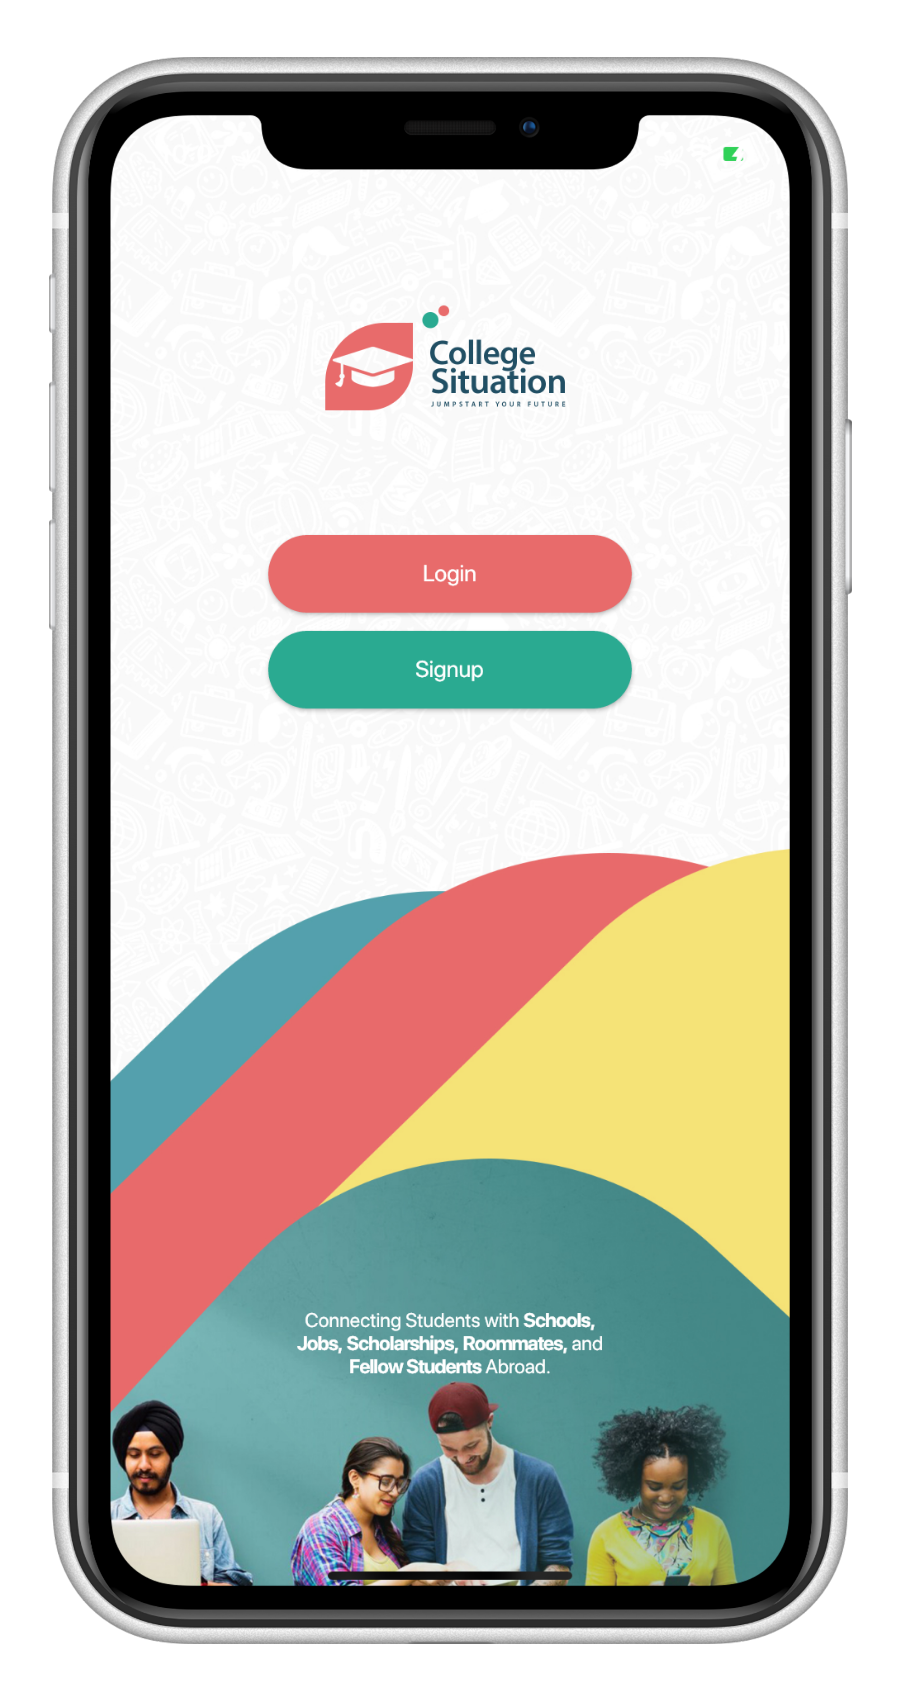 College
Situation
JUMPSTART YOUR FUTURE
Login
Signup
Connecting Students with Schools,
Jobs, Scholarships, Roommates, and
Fellow Students Abroad.